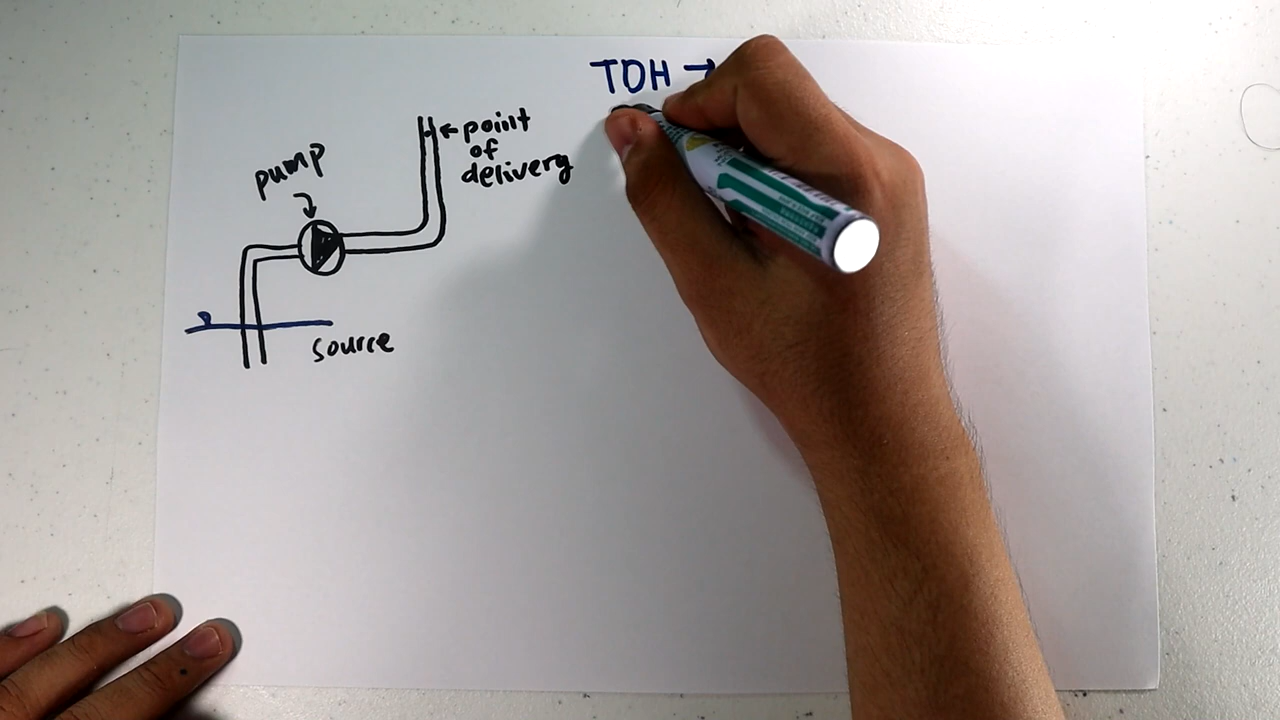 TDH →
pump
← point
of
delivery
source